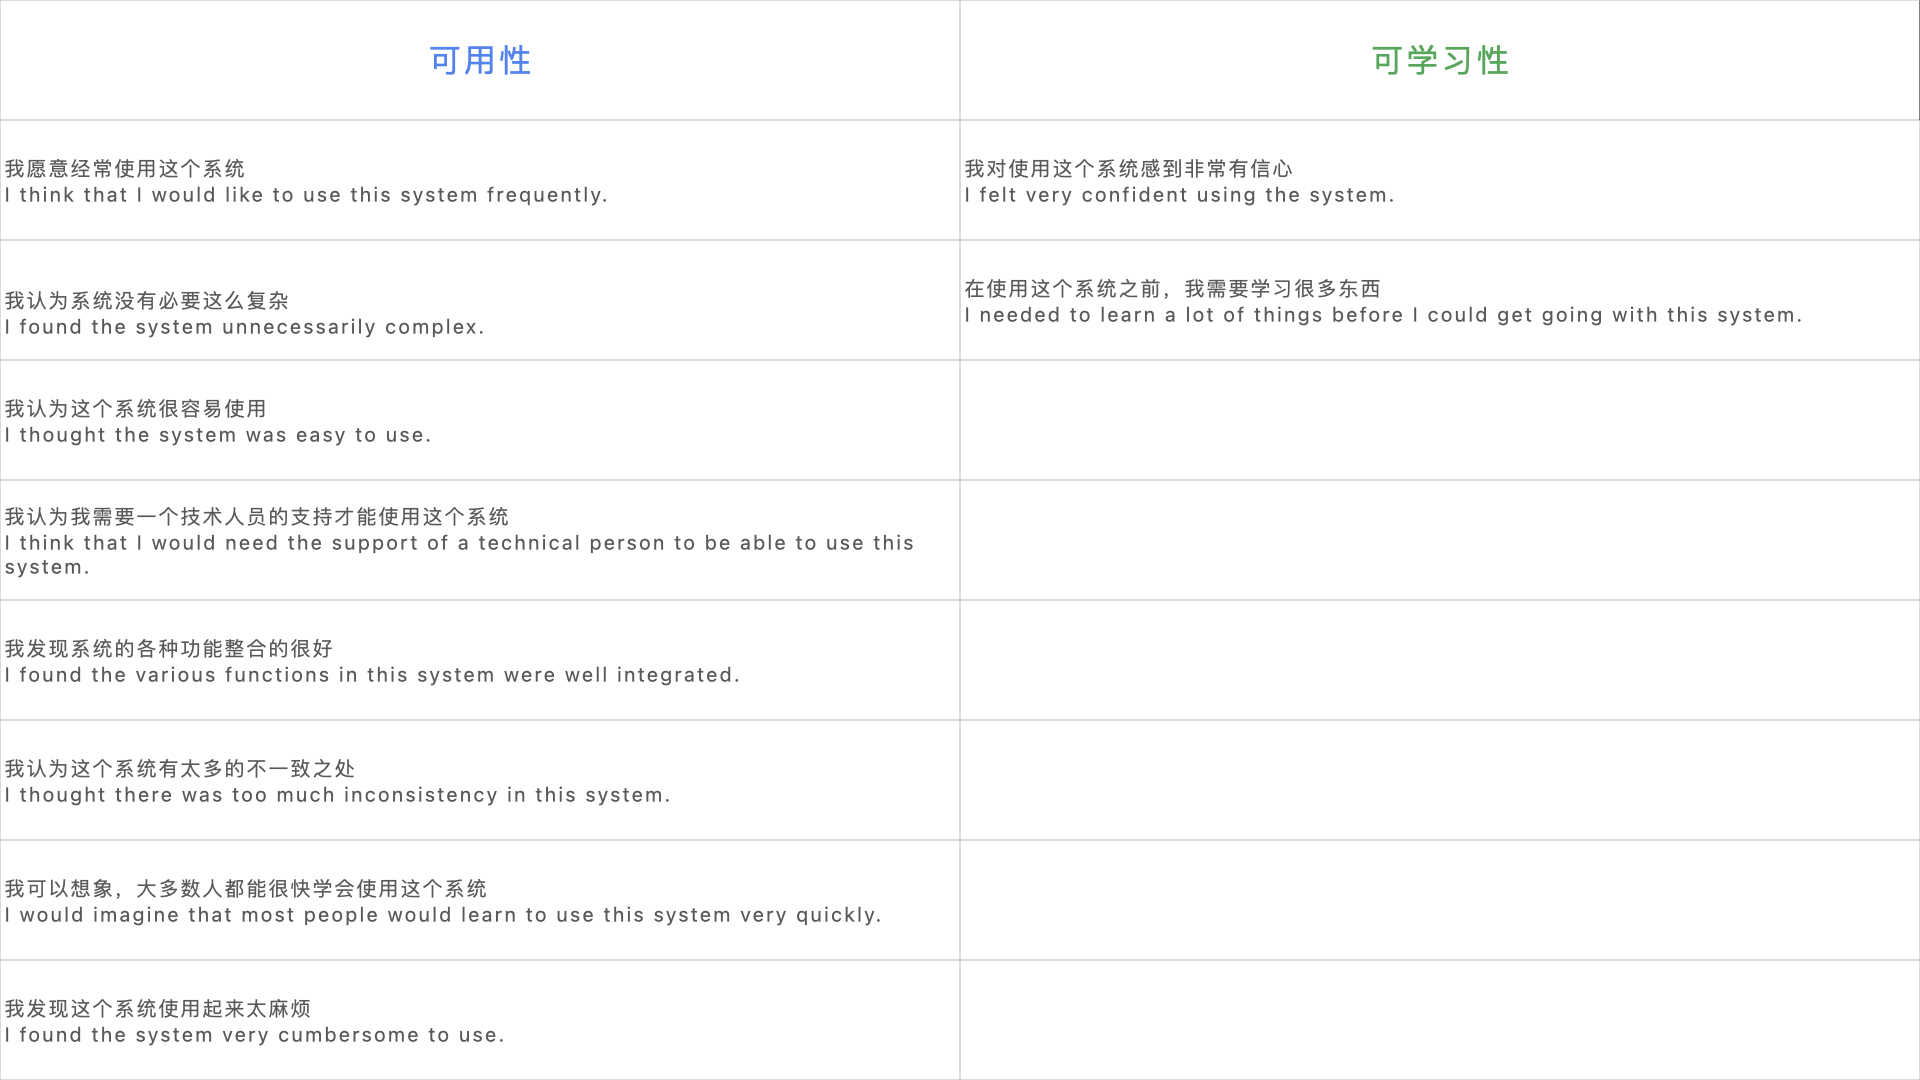 可用性
可学习性
我愿意经常使用这个系统
I think that I would like to use this system frequently.
我对使用这个系统感到非常有信心
I felt very confident using the system.
我认为系统没有必要这么复杂
I found the system unnecessarily complex.
在使用这个系统之前，我需要学习很多东西
I needed to learn a lot of things before I could get going with this system.
我认为这个系统很容易使用
I thought the system was easy to use.
我认为我需要一个技术人员的支持才能使用这个系统
I think that I would need the support of a technical person to be able to use this
system.
我发现系统的各种功能整合的很好
I found the various functions in this system were well integrated.
我认为这个系统有太多的不一致之处
I thought there was too much inconsistency in this system.
我可以想象，大多数人都能很快学会使用这个系统
I would imagine that most people would learn to use this system very quickly.
我发现这个系统使用起来太麻烦
I found the system very cumbersome to use.